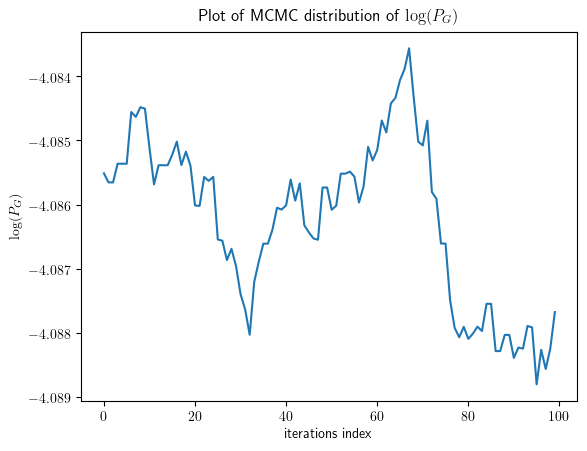 Plot of MCMC distribution of log(P_G)
log(P_G)
−4.084
−4.085
−4.086
−4.087
−4.088
−4.089
0 20 40 60 80 100
iterations index